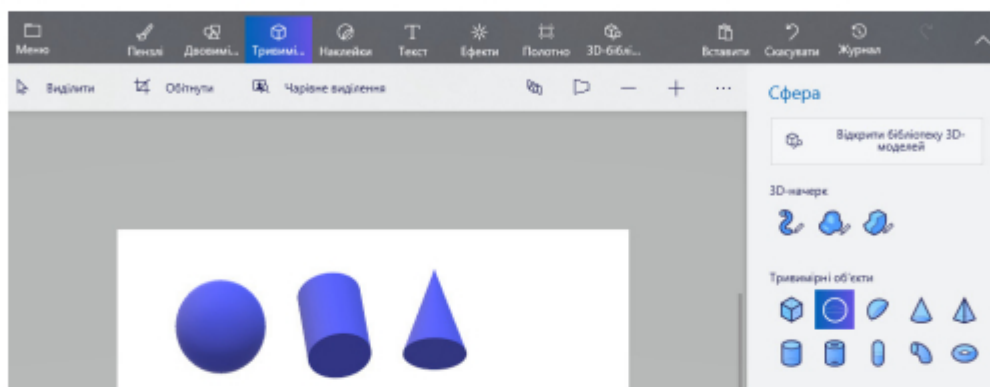 Меню
Пензлі
Двовимі...
Тривимі...
Наклейки
Текст
Ефекти
Полотно
3D-біблі...
Вставити
Скасувати
Журнал
Виділити
Обітнути
Чарівне виділення
Сфера
Відкрити бібліотеку 3D-
моделей
3D-начерк
Тривимірні об'єкти